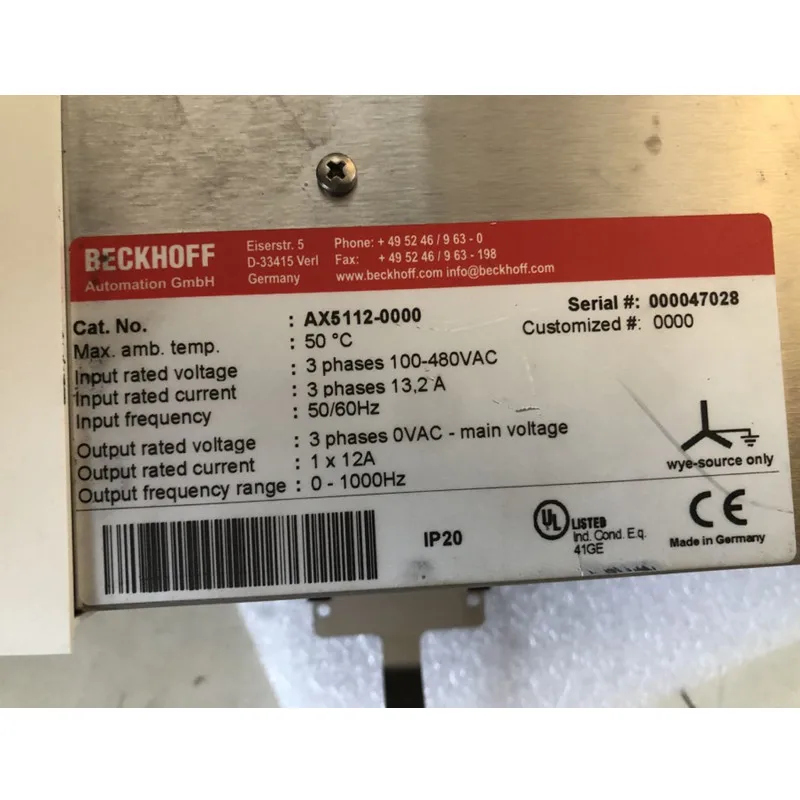 BECKHOFF
Automation GmbH
Eiserstr. 5
D-33415 Verl
Germany
Phone: + 49 52 46 / 9 63 - 0
Fax: + 49 52 46 / 9 63 - 198
www.beckhoff.com info@beckhoff.com
Cat. No. : AX5112-0000
Serial #: 000047028
Max. amb. temp. : 50 °C
Customized #: 0000
Input rated voltage : 3 phases 100-480VAC
Input rated current : 3 phases 13,2 A
Input frequency : 50/60Hz
Output rated voltage : 3 phases 0VAC - main voltage
Output rated current : 1 x 12A
Output frequency range : 0 - 1000Hz
wye-source only
IP20
UL LISTED
Ind. Cond. E.q.
41GE
CE
Made in Germany